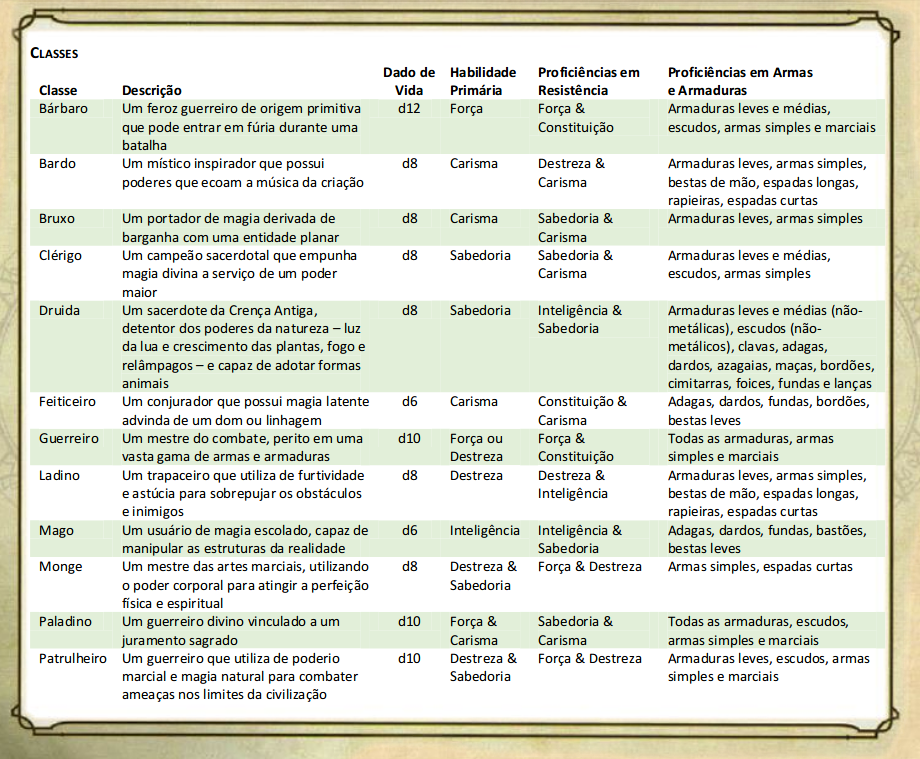 CLASSES
Dado de Habilidade Proficiências em Proficiências em Armas
Classe Descrição Vida Primária Resistência e Armaduras
Bárbaro Um feroz guerreiro de origem primitiva d12 Força Força & Armaduras leves e médias,
que pode entrar em fúria durante uma Constituição escudos, armas simples e marciais
batalha
Bardo Um místico inspirador que possui d8 Carisma Destreza & Armaduras leves, armas simples,
poderes que ecoam a música da criação Carisma bestas de mão, espadas longas,
rapieiras, espadas curtas
Bruxo Um portador de magia derivada de d8 Carisma Sabedoria & Armaduras leves, armas simples
barganha com uma entidade planar Carisma
Clérigo Um campeão sacerdotal que empunha d8 Sabedoria Sabedoria & Armaduras leves e médias,
magia divina a serviço de um poder Carisma escudos, armas simples
maior
Druida Um sacerdote da Crença Antiga, d8 Sabedoria Inteligência & Armaduras leves e médias (não-
detentor dos poderes da natureza – luz Sabedoria metálicas), escudos (não-
da lua e crescimento das plantas, fogo e metálicos), clavas, adagas,
relâmpagos – e capaz de adotar formas dardos, azagaias, maças, bordões,
animais cimitarras, foices, fundas e lanças
Feiticeiro Um conjurador que possui magia latente d6 Carisma Constituição & Adagas, dardos, fundas, bordões,
advinda de um dom ou linhagem Carisma bestas leves
Guerreiro Um mestre do combate, perito em uma d10 Força ou Força & Todas as armaduras, armas
vasta gama de armas e armaduras Destreza Constituição simples e marciais
Ladino Um trapaceiro que utiliza de furtividade d8 Destreza Destreza & Armaduras leves, armas simples,
e astúcia para sobrepujar os obstáculos Inteligência bestas de mão, espadas longas,
e inimigos rapieiras, espadas curtas
Mago Um usuário de magia escolado, capaz de d6 Inteligência Inteligência & Adagas, dardos, fundas, bastões,
manipular as estruturas da realidade Sabedoria bestas leves
Monge Um mestre das artes marciais, utilizando d8 Destreza & Força & Destreza Armas simples, espadas curtas
o poder corporal para atingir a perfeição Sabedoria
física e espiritual
Paladino Um guerreiro divino vinculado a um d10 Força & Sabedoria & Todas as armaduras, escudos,
juramento sagrado Carisma Carisma armas simples e marciais
Patrulheiro Um guerreiro que utiliza de poderio d10 Destreza & Força & Destreza Armaduras leves, escudos, armas
marcial e magia natural para combater Sabedoria simples e marciais
ameaças nos limites da civilização